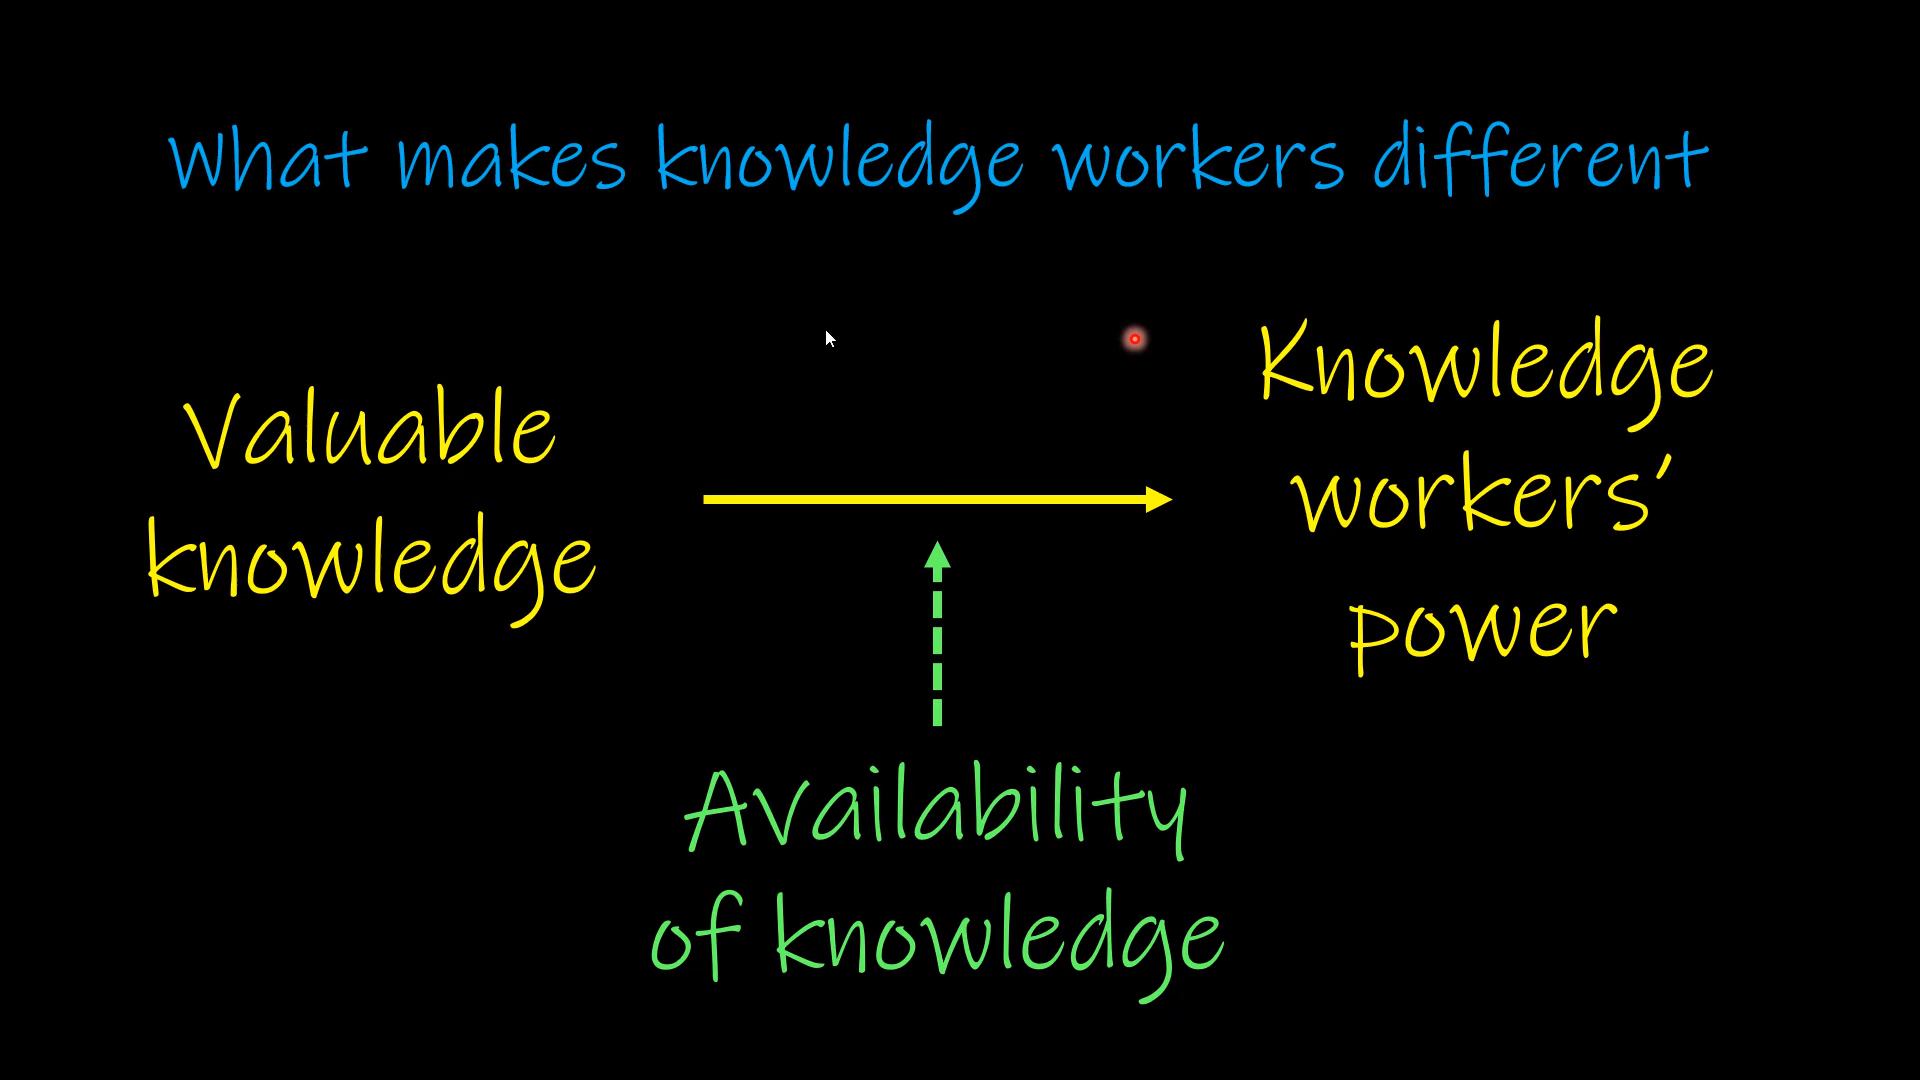 What makes knowledge workers different
Valuable
knowledge
Knowledge
workers’
power
Availability
of knowledge